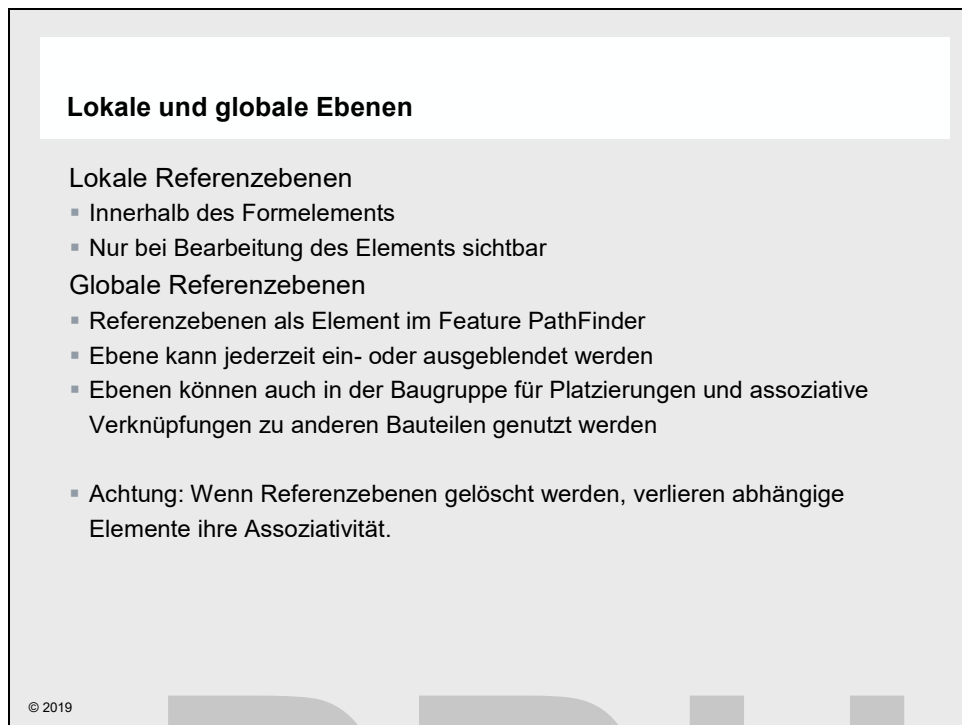 Lokale und globale Ebenen
Lokale Referenzebenen
▪ Innerhalb des Formelements
▪ Nur bei Bearbeitung des Elements sichtbar
Globale Referenzebenen
▪ Referenzebenen als Element im Feature PathFinder
▪ Ebene kann jederzeit ein- oder ausgeblendet werden
▪ Ebenen können auch in der Baugruppe für Platzierungen und assoziative
Verknüpfungen zu anderen Bauteilen genutzt werden
▪ Achtung: Wenn Referenzebenen gelöscht werden, verlieren abhängige
Elemente ihre Assoziativität.
© 2019